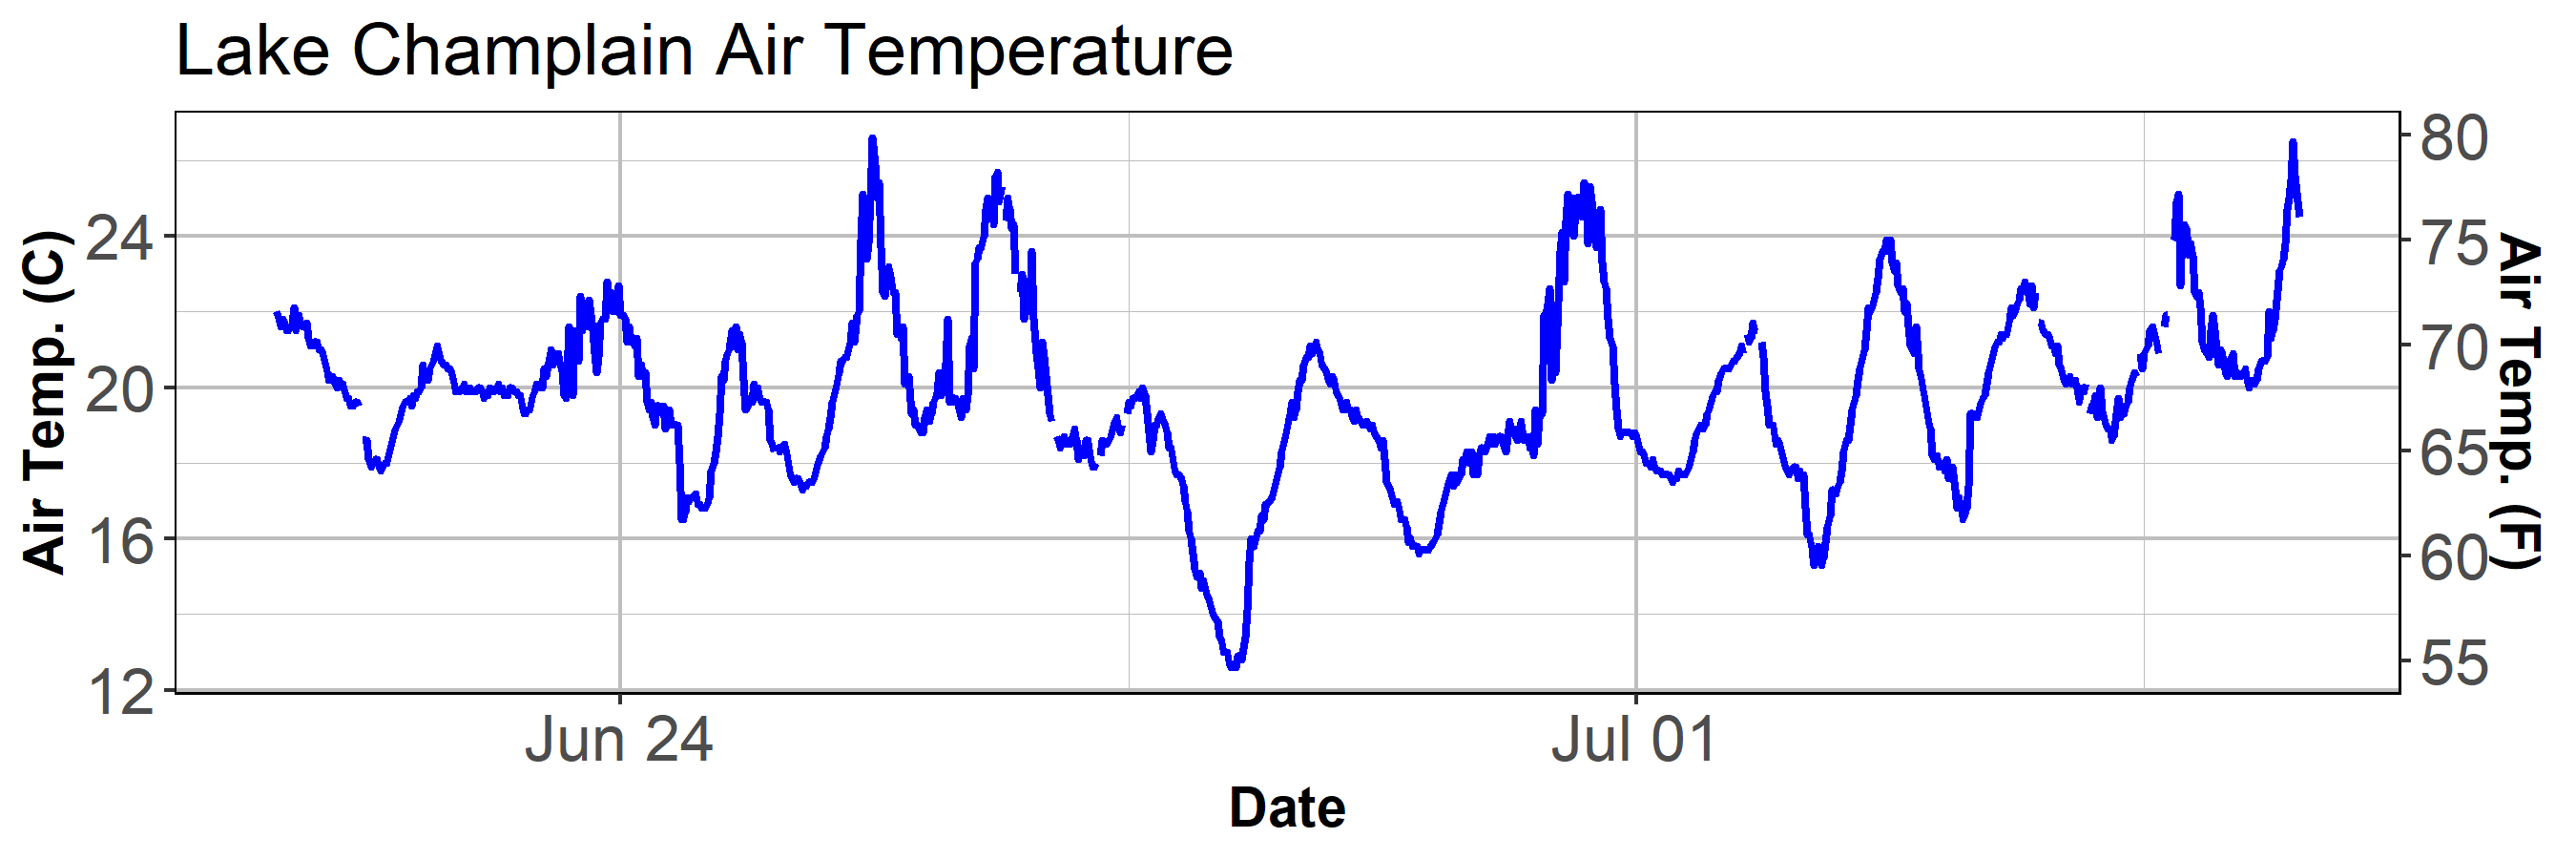 Lake Champlain Air Temperature
Air Temp. (C)
24
20
16
12
80
75
70
65
60
55
Air Temp. (F)
Jun 24
Jul 01
Date